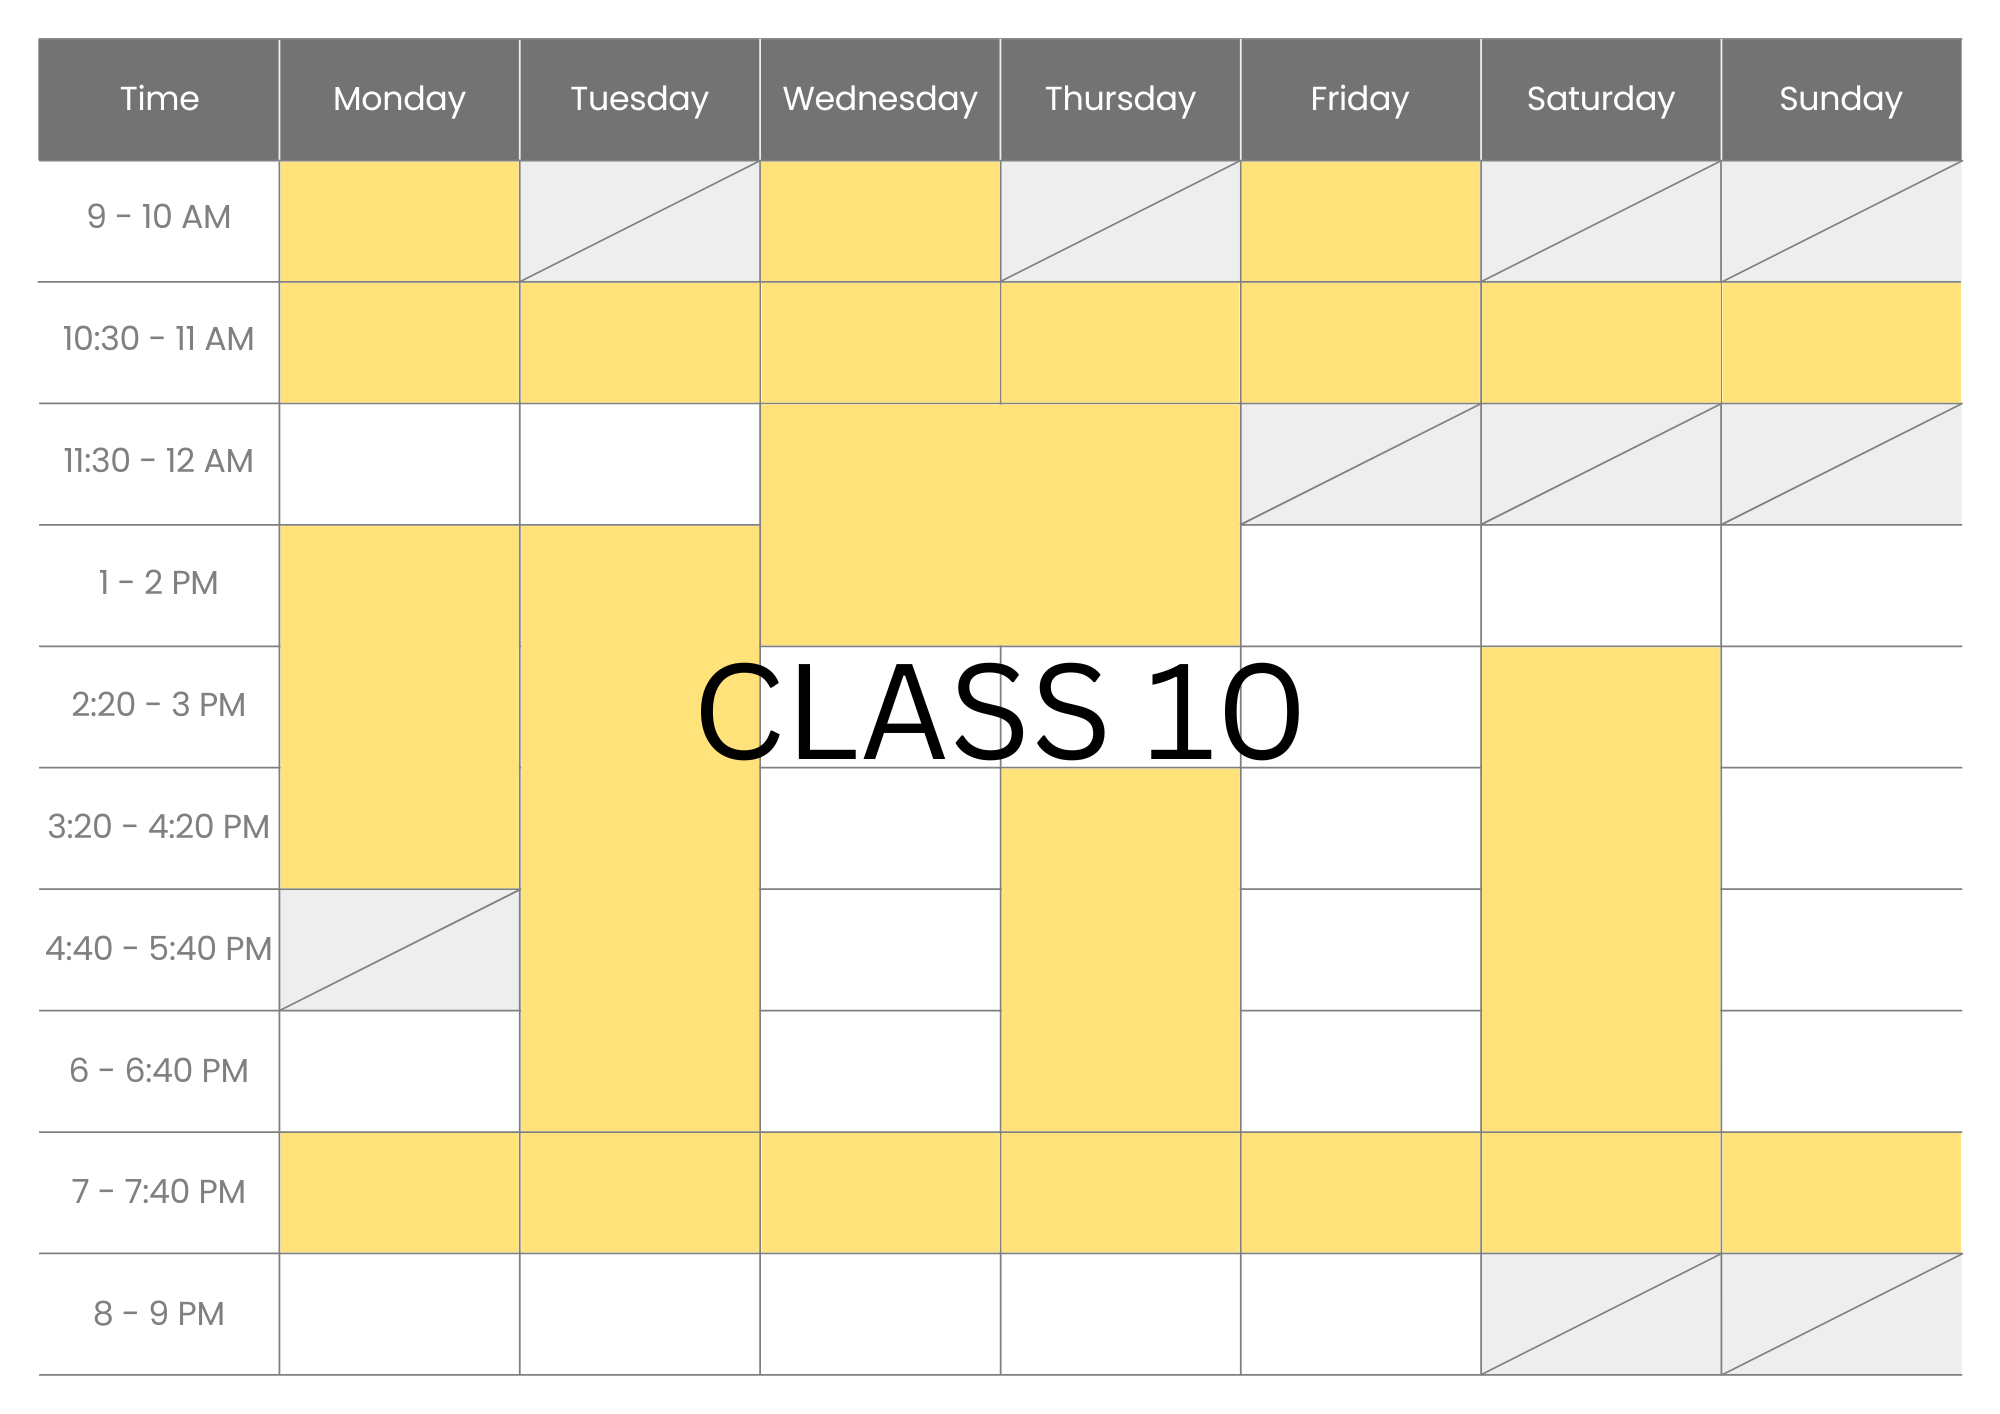 Time Monday Tuesday Wednesday Thursday Friday Saturday Sunday
9 - 10 AM
10:30 - 11 AM
11:30 - 12 AM
1 - 2 PM
2:20 - 3 PM
CLASS 10
3:20 - 4:20 PM
4:40 - 5:40 PM
6 - 6:40 PM
7 - 7:40 PM
8 - 9 PM